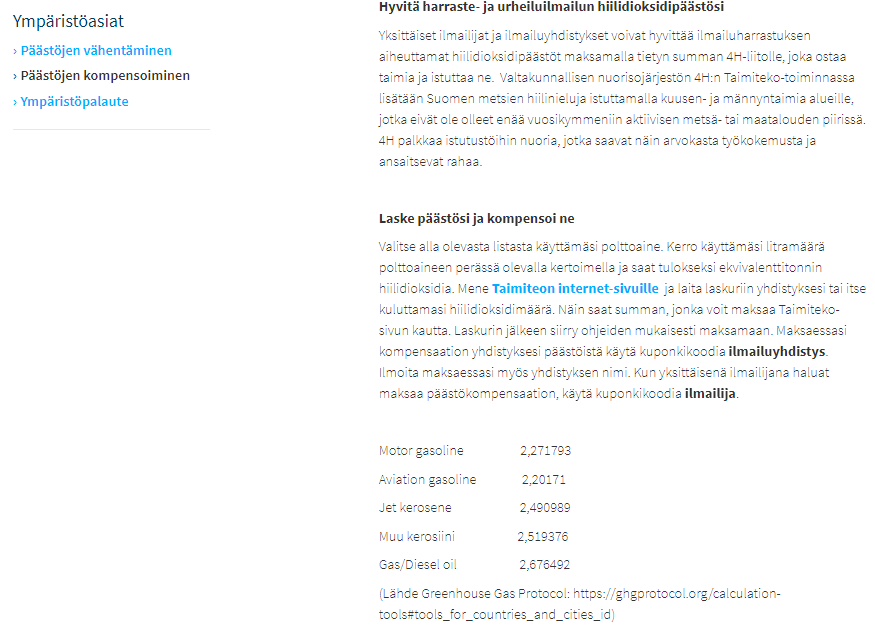 Ympäristöasiat
› Päästöjen vähentäminen
› Päästöjen kompensoiminen
› Ympäristöpalaute
Hyvitä harraste- ja urheiluilmailun hiilidioksidipäästösi
Yksittäiset ilmailijat ja ilmailuyhdistykset voivat hyvittää ilmailuharrastuksen
aiheuttamat hiilidioksidipäästöt maksamalla tietyn summan 4H-liitolle, joka ostaa
taimia ja istuttaa ne. Valtakunnallisen nuorisojärjestön 4H:n Taimiteko-toiminnassa
lisätään Suomen metsien hiilinieluja istuttamalla kuusen- ja männyntaimia alueille,
jotka eivät ole olleet enää vuosikymmeniin aktiivisen metsä- tai maatalouden piirissä.
4H palkkaa istutustöihin nuoria, jotka saavat näin arvokasta työkokemusta ja
ansaitsevat rahaa.
Laske päästösi ja kompensoi ne
Valitse alla olevasta listasta käyttämäsi polttoaine. Kerro käyttämäsi litramäärä
polttoaineen perässä olevalla kertoimella ja saat tulokseksi ekvivalenttitonnin
hiilidioksidia. Mene Taimiteon internet-sivuille ja laita laskuriin yhdistyksesi tai itse
kuluttamasi hiilidioksidimäärä. Näin saat summan, jonka voit maksaa Taimiteko-
sivun kautta. Laskurin jälkeen siirry ohjeiden mukaisesti maksamaan. Maksaessasi
kompensaation yhdistyksesi päästöistä käytä kuponkikoodia ilmailuyhdistys.
Ilmoita maksaessasi myös yhdistyksen nimi. Kun yksittäisenä ilmailijana haluat
maksaa päästökompensaation, käytä kuponkikoodia ilmailija.
Motor gasoline 2,271793
Aviation gasoline 2,20171
Jet kerosene 2,490989
Muu kerosiini 2,519376
Gas/Diesel oil 2,676492
(Lähde Greenhouse Gas Protocol: https://ghgprotocol.org/calculation-
tools#tools_for_countries_and_cities_id)